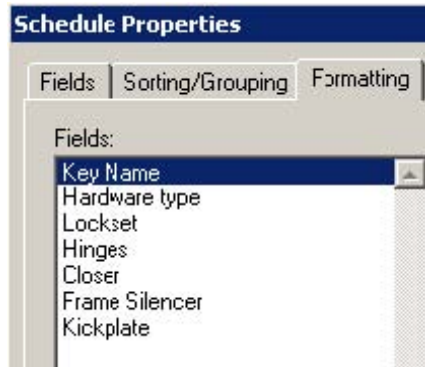 Schedule Properties
Fields Sorting/Grouping Formatting
Fields:
Key Name
Hardware type
Lockset
Hinges
Closer
Frame Silencer
Kickplate